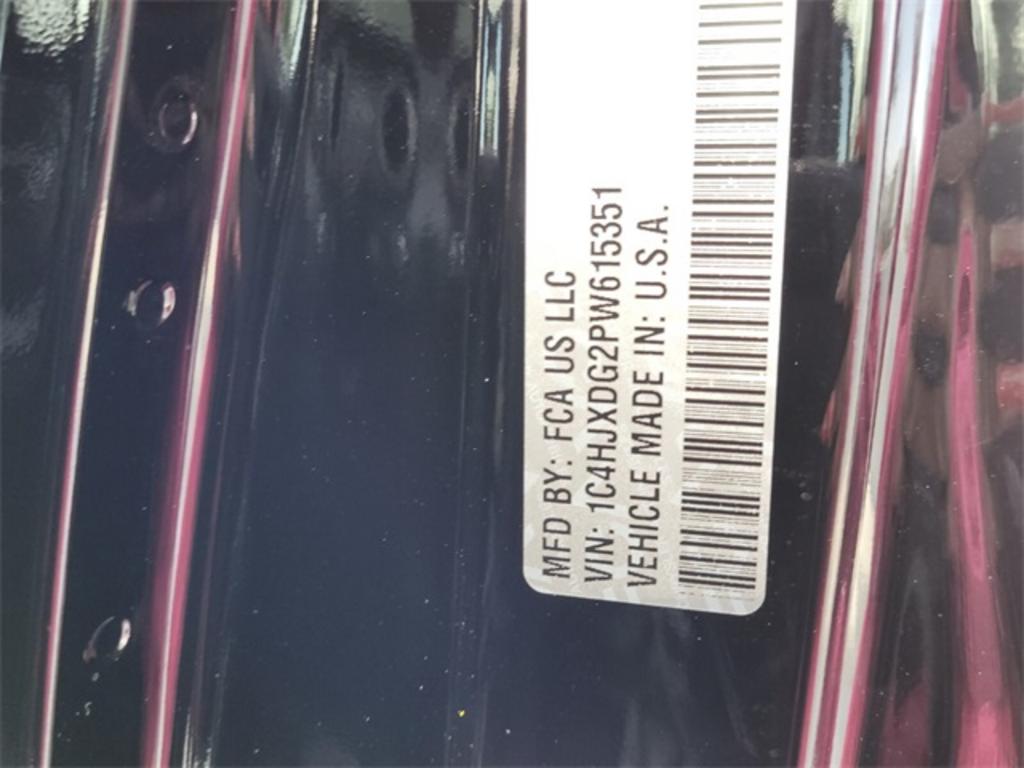 MFD BY: FCA US LLC
VIN: 1C4HJXDG2PW615351
VEHICLE MADE IN: U.S.A.